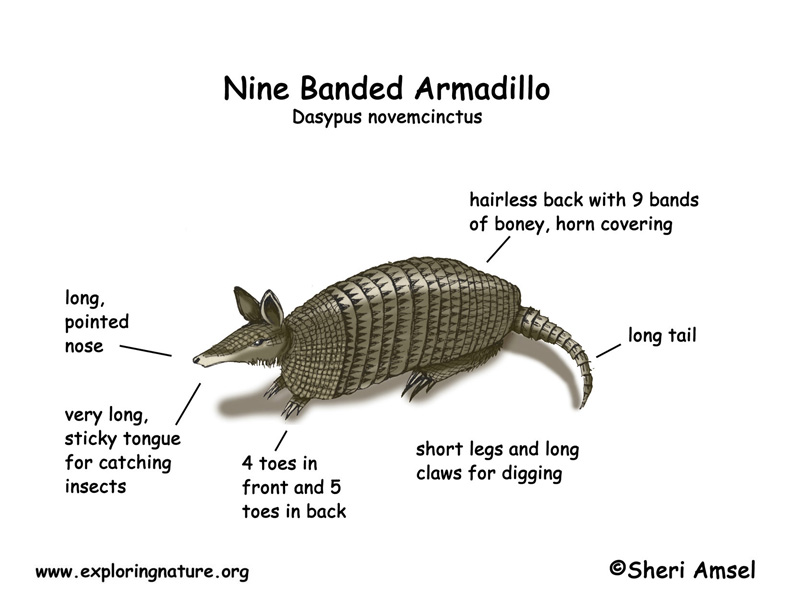 Nine Banded Armadillo
Dasypus novemcinctus
hairless back with 9 bands
of boney, horn covering
long,
pointed
nose
long tail
very long,
sticky tongue
for catching
insects
4 toes in
front and 5
toes in back
short legs and long
claws for digging
www.exploringnature.org
©Sheri Amsel